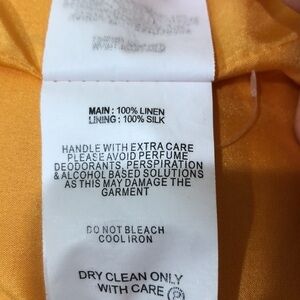 MAIN : 100% LINEN
LINING : 100% SILK
HANDLE WITH EXTRA CARE
PLEASE AVOID PERFUME
DEODORANTS, PERSPIRATION
& ALCOHOL BASED SOLUTIONS
AS THIS MAY DAMAGE THE
GARMENT
DO NOT BLEACH
COOL IRON
DRY CLEAN ONLY
WITH CARE Ⓟ